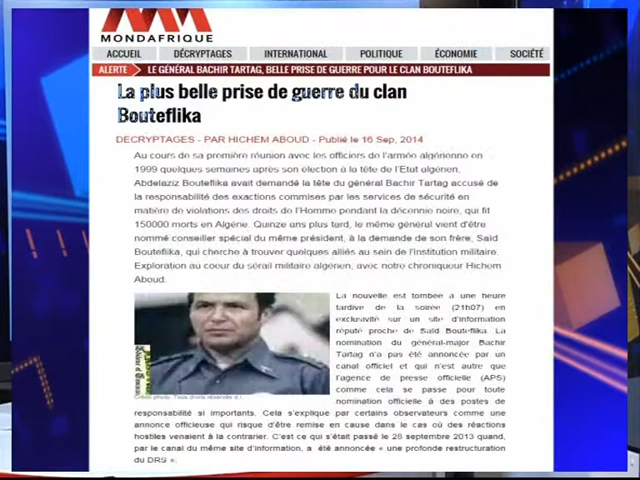 MONDAFRIQUE
ACCUEIL DÉCRYPTAGES INTERNATIONAL POLITIQUE ÉCONOMIE SOCIÉTÉ
ALERTE LE GÉNÉRAL BACHIR TARTAG, BELLE PRISE DE GUERRE POUR LE CLAN BOUTEFLIKA
La plus belle prise de guerre du clan
Bouteflika
DECRYPTAGES - PAR HICHEM ABOUD - Publié le 16 Sep, 2014
Au cours de sa première réunion avec les officiers de l'armée algérienne en
1999 quelques semaines après son élection à la tête de l'Etat algérien,
Abdelaziz Bouteflika avait demandé la tête du général Bachir Tartag accusé de
la responsabilité des exactions commises par les services de sécurité en
matière de violations des droits de l'Homme pendant la décennie noire, qui fit
150000 morts en Algérie. Quinze ans plus tard, le même général vient d'être
nommé conseiller spécial du même président, à la demande de son frère, Saïd
Bouteflika, qui cherche à trouver quelques alliés au sein de l'institution militaire.
Exploration au coeur du sérail militaire algérien, avec notre chroniqueur Hichem
Aboud.
La nouvelle est tombée à une heure
tardive de la soirée (21h07) en
exclusivité sur un site d'information
réputé proche de Saïd Bouteflika. La
nomination du général-major Bachir
Tartag n'a pas été annoncée par un
canal officiel et qui n'est autre que
l'agence de presse officielle (APS)
comme cela se passe pour toute
nomination officielle à des postes de
Crédit photo: Tous droits réservés d.r.
responsabilité si importants. Cela s'explique par certains observateurs comme une
annonce officieuse qui risque d'être remise en cause dans le cas où des réactions
hostiles venaient à la contrarier. C'est ce qui s'était passé le 26 septembre 2013 quand,
par le canal du même site d'information, a été annoncée « une profonde restructuration
du DRS ».